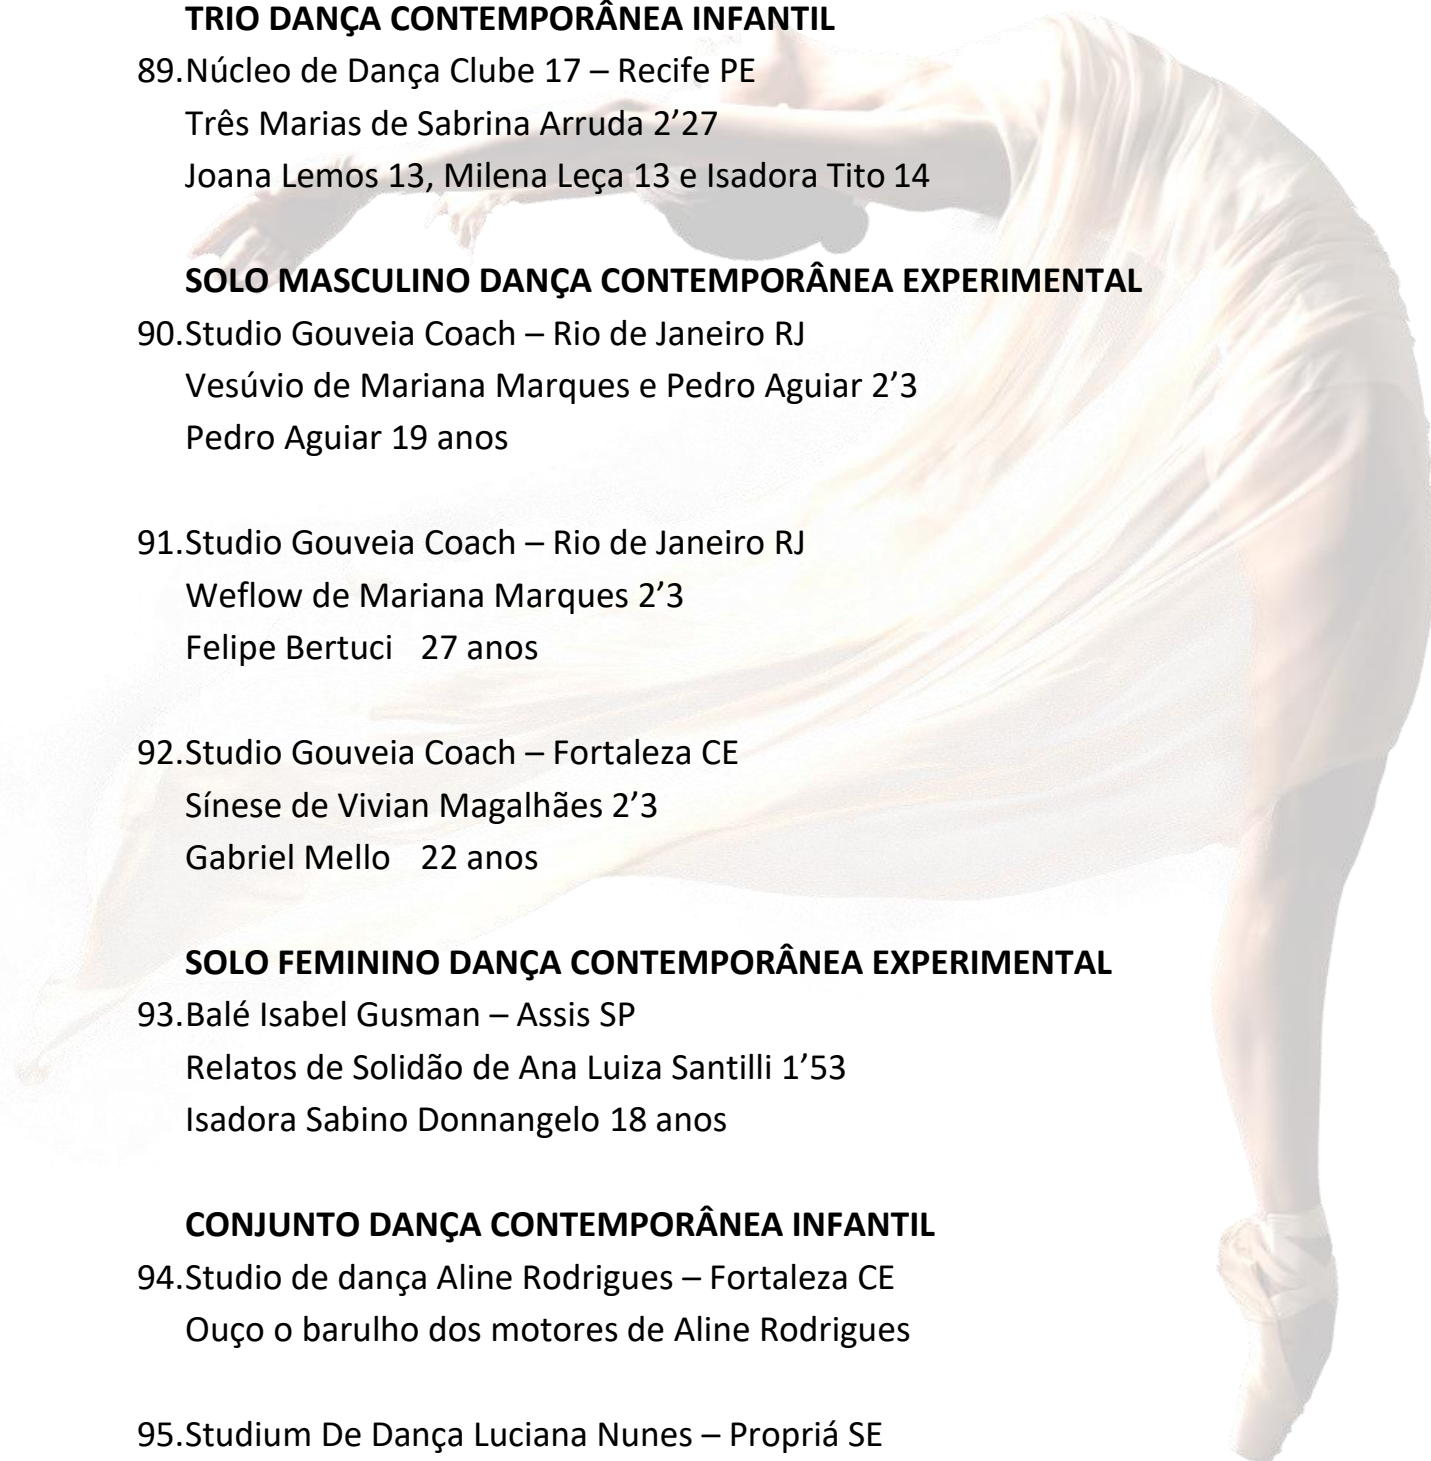 TRIO DANÇA CONTEMPORÂNEA INFANTIL
89.Núcleo de Dança Clube 17 – Recife PE
Três Marias de Sabrina Arruda 2’27
Joana Lemos 13, Milena Leça 13 e Isadora Tito 14
SOLO MASCULINO DANÇA CONTEMPORÂNEA EXPERIMENTAL
90.Studio Gouveia Coach – Rio de Janeiro RJ
Vesúvio de Mariana Marques e Pedro Aguiar 2’3
Pedro Aguiar 19 anos
91.Studio Gouveia Coach – Rio de Janeiro RJ
Weflow de Mariana Marques 2’3
Felipe Bertuci 27 anos
92.Studio Gouveia Coach – Fortaleza CE
Sínese de Vivian Magalhães 2’3
Gabriel Mello 22 anos
SOLO FEMININO DANÇA CONTEMPORÂNEA EXPERIMENTAL
93.Balé Isabel Gusman – Assis SP
Relatos de Solidão de Ana Luiza Santilli 1’53
Isadora Sabino Donnangelo 18 anos
CONJUNTO DANÇA CONTEMPORÂNEA INFANTIL
94.Studio de dança Aline Rodrigues – Fortaleza CE
Ouço o barulho dos motores de Aline Rodrigues
95.Studium De Dança Luciana Nunes – Propriá SE